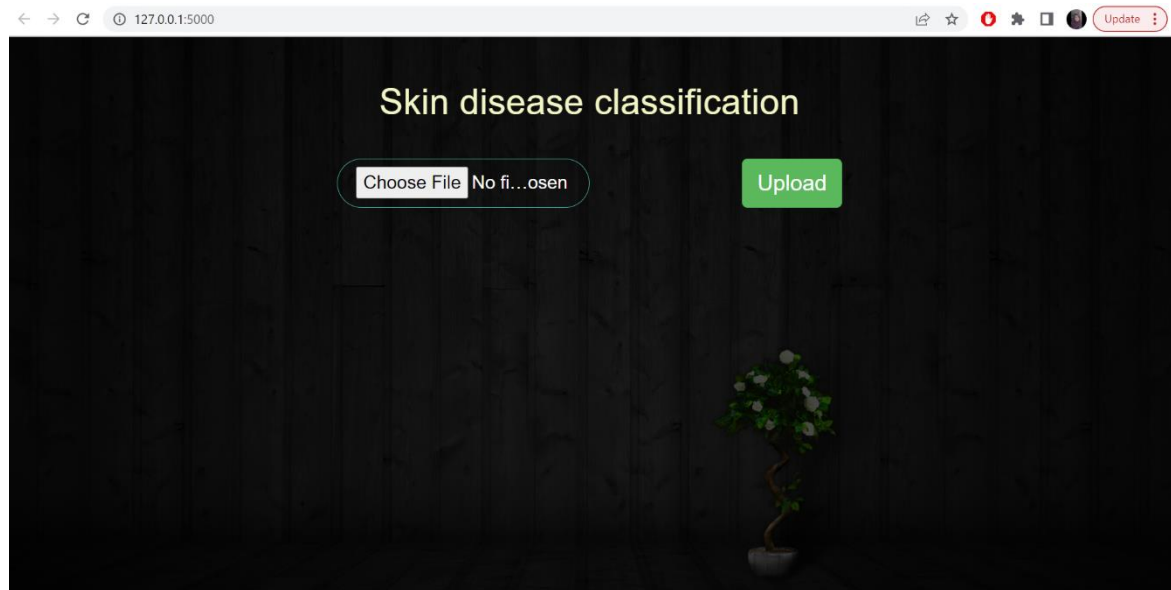 127.0.0.1:5000
Update
Skin disease classification
Choose File No fi…osen
Upload